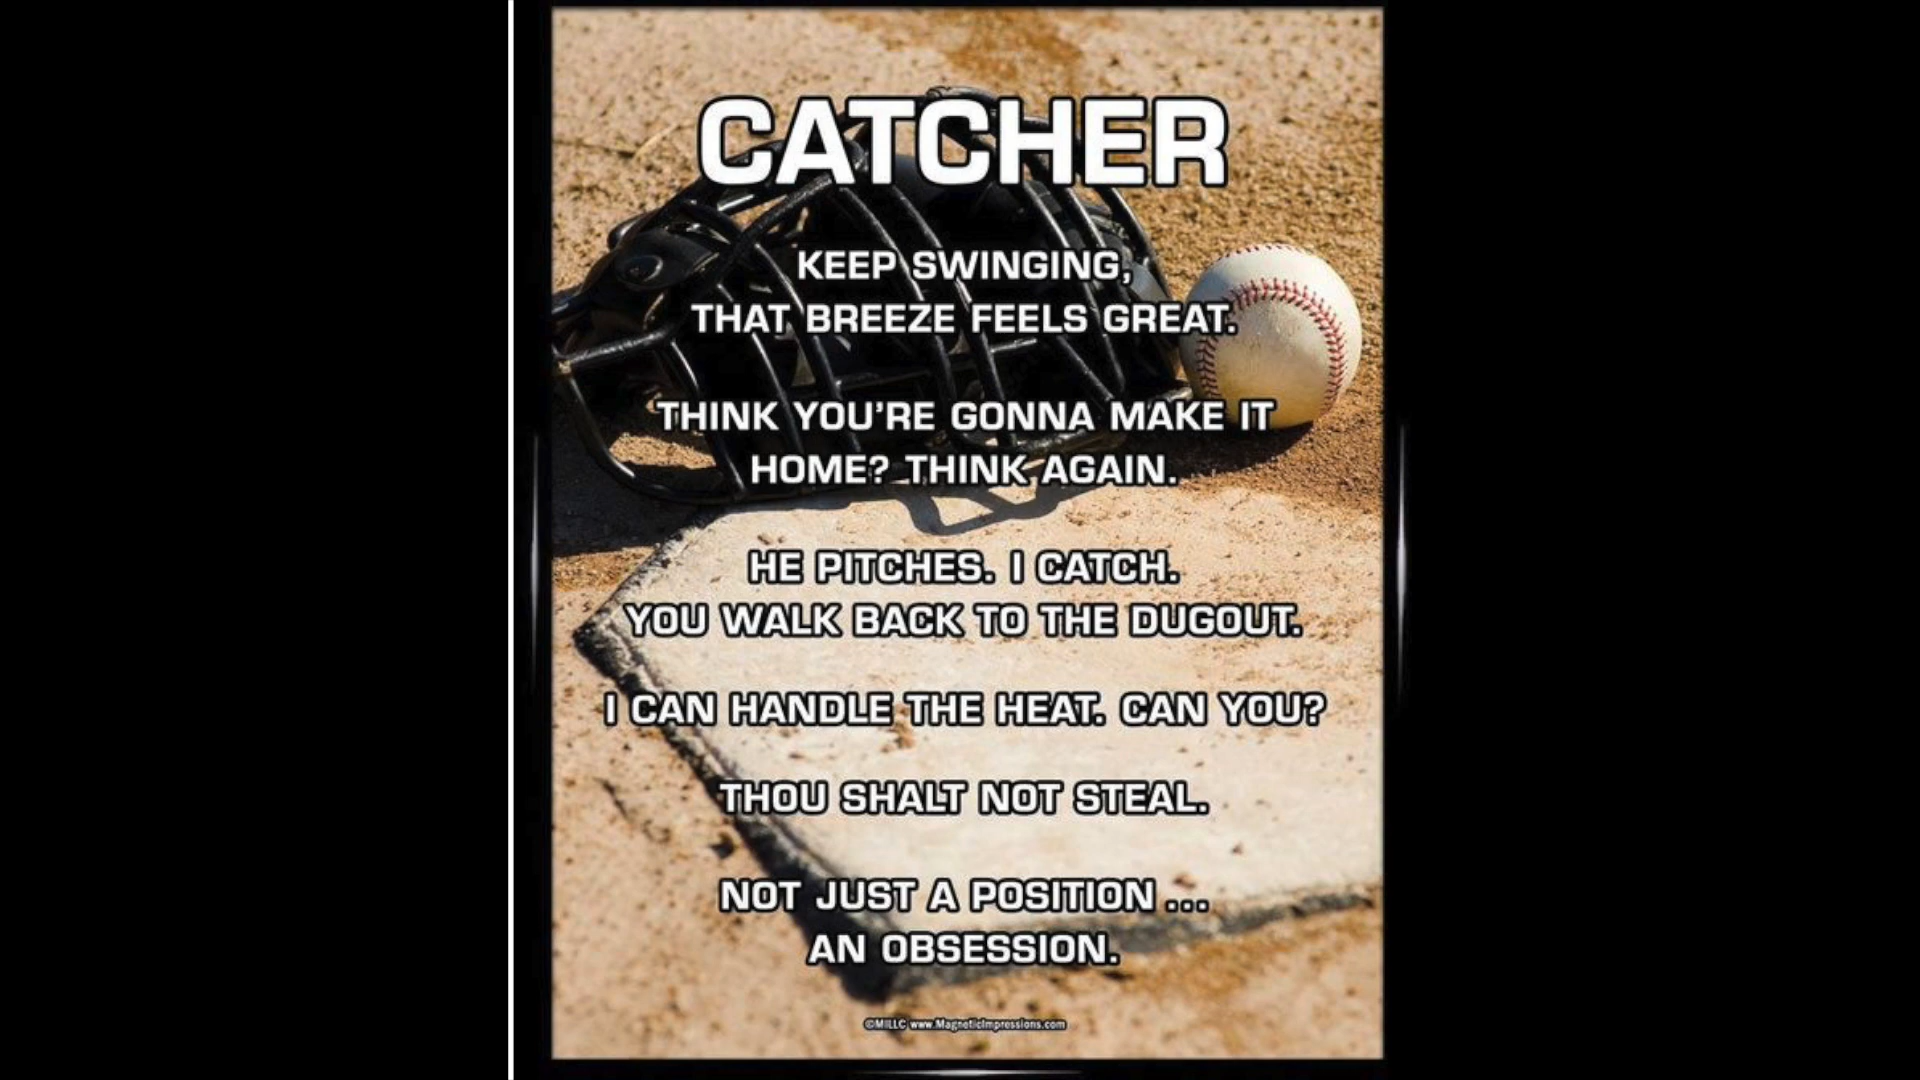 CATCHER
KEEP SWINGING,
THAT BREEZE FEELS GREAT.
THINK YOU'RE GONNA MAKE IT
HOME? THINK AGAIN.
HE PITCHES. I CATCH.
YOU WALK BACK TO THE DUGOUT.
I CAN HANDLE THE HEAT. CAN YOU?
THOU SHALT NOT STEAL.
NOT JUST A POSITION ...
AN OBSESSION.
©MILLC www.MagneticImpressions.com